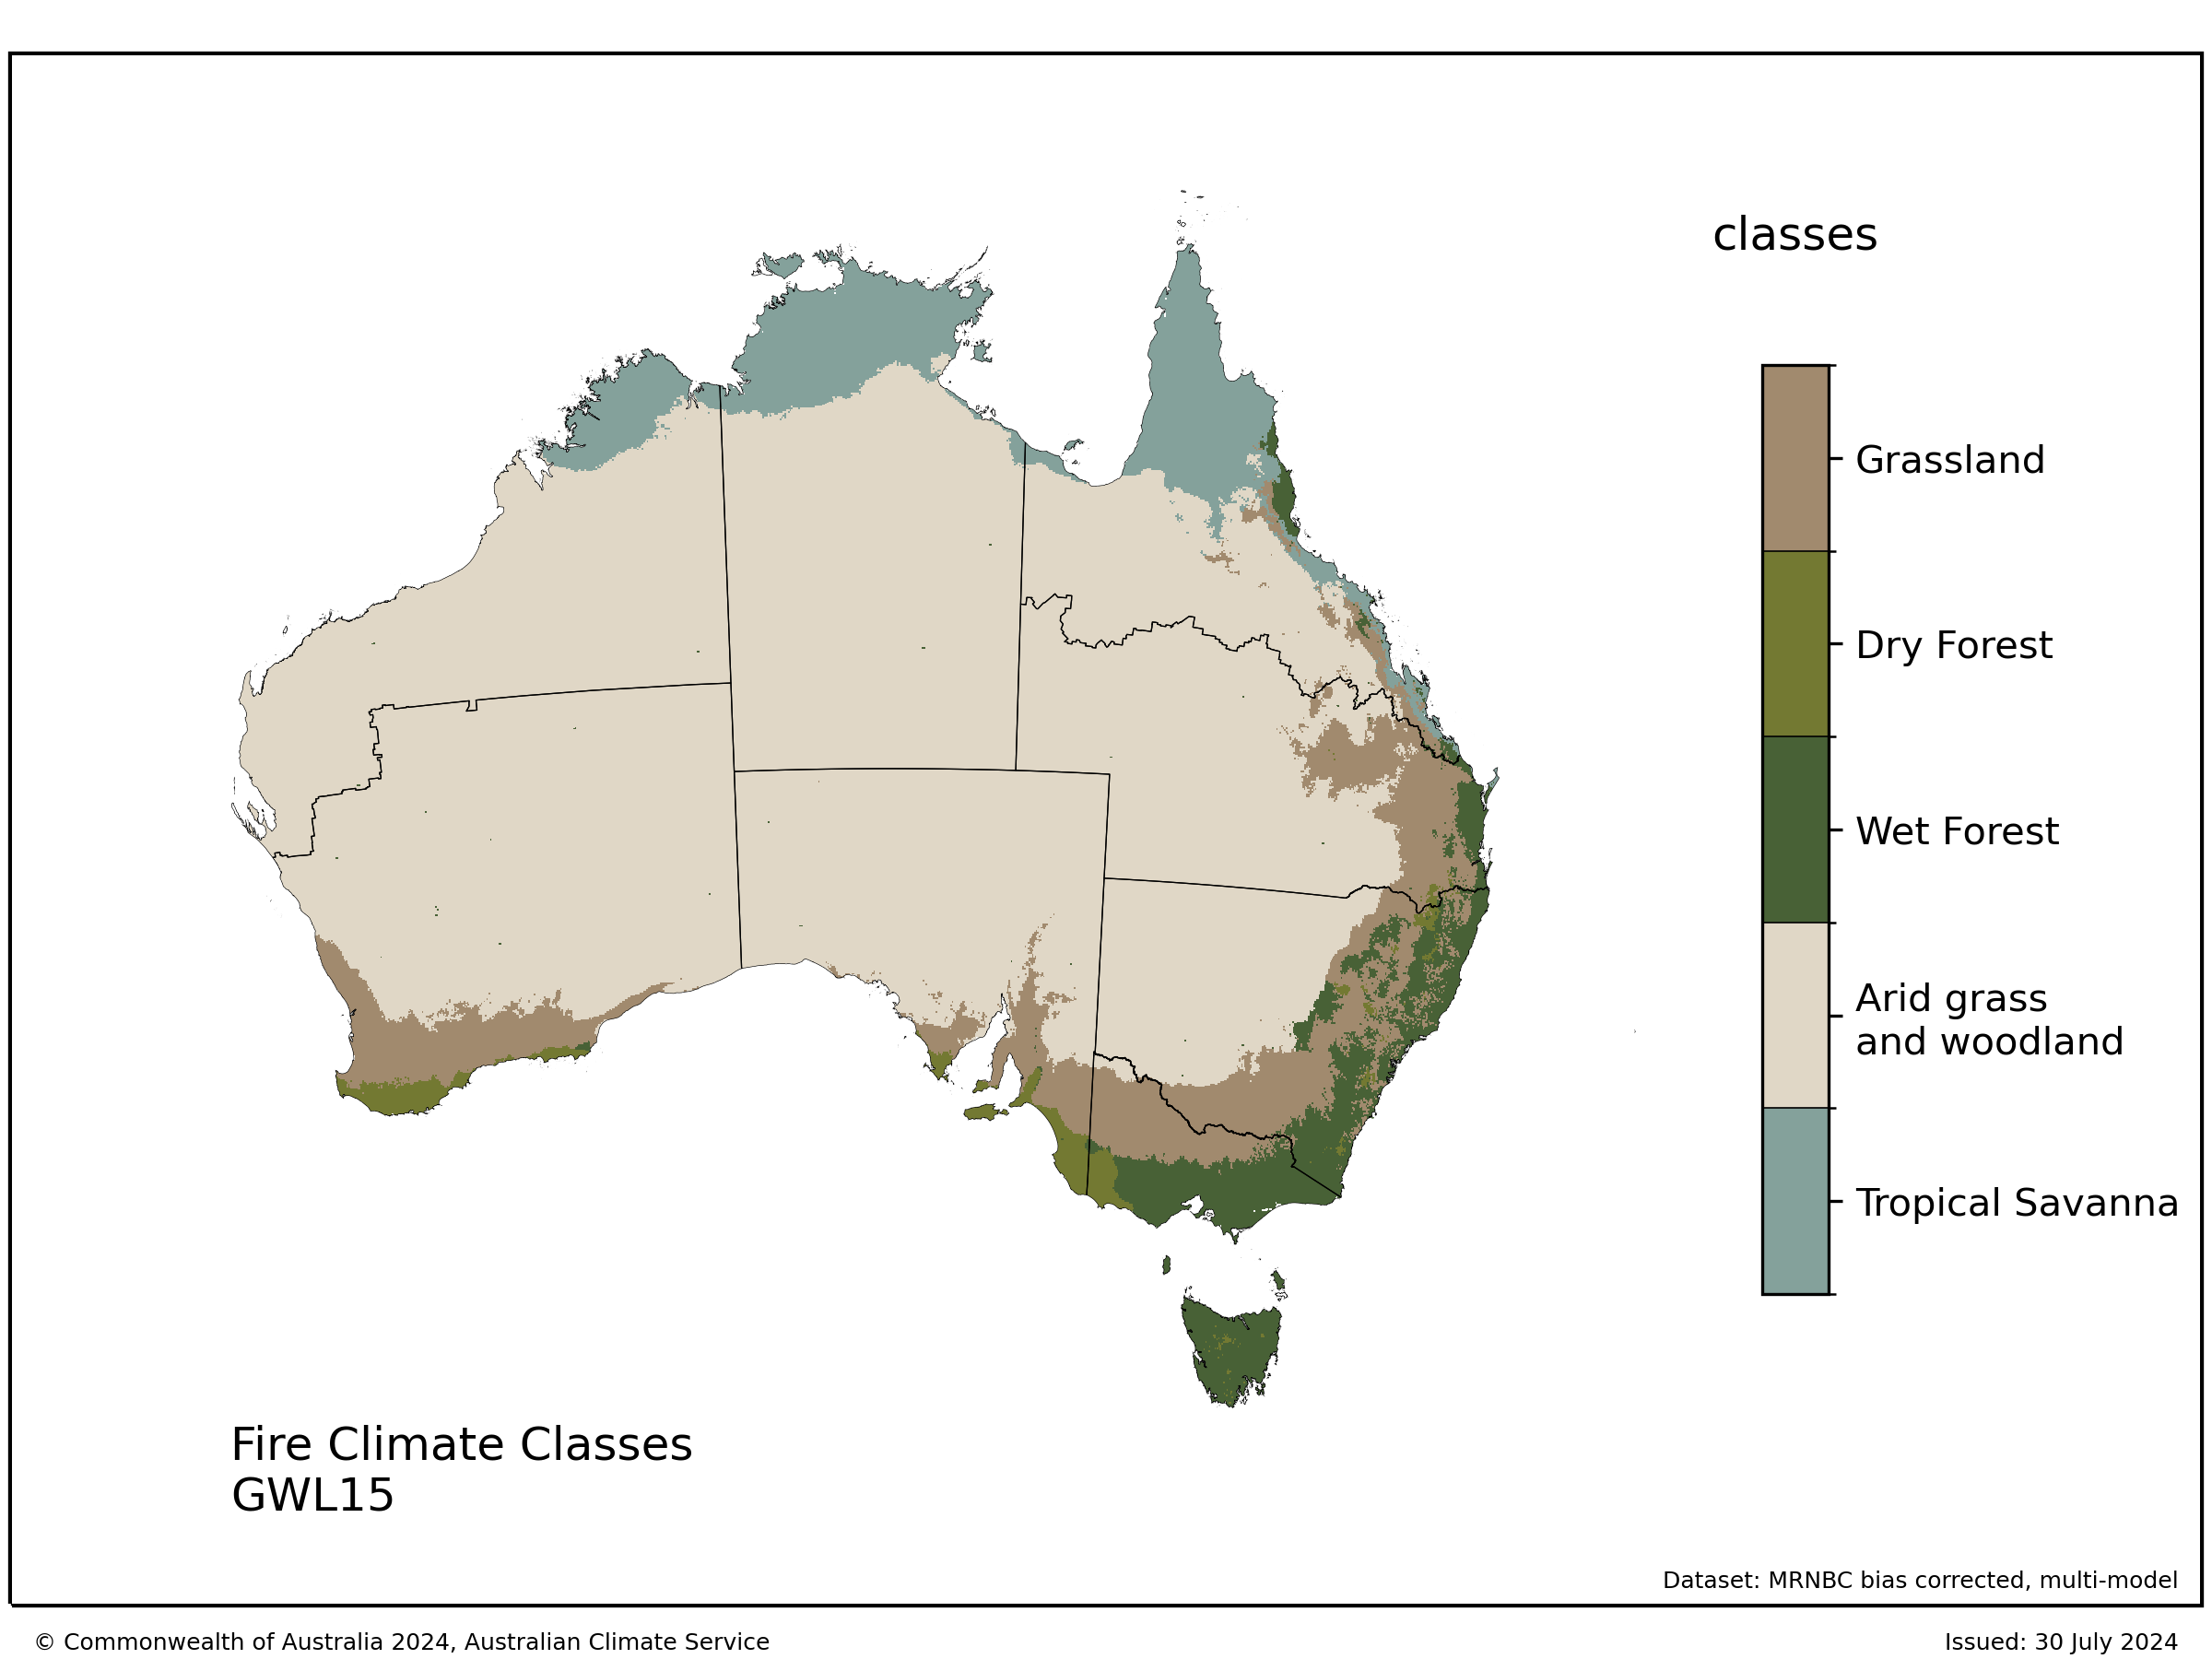 classes
Grassland
Dry Forest
Wet Forest
Arid grass
and woodland
Tropical Savanna
Fire Climate Classes
GWL15
Dataset: MRNBC bias corrected, multi-model
© Commonwealth of Australia 2024, Australian Climate Service
Issued: 30 July 2024